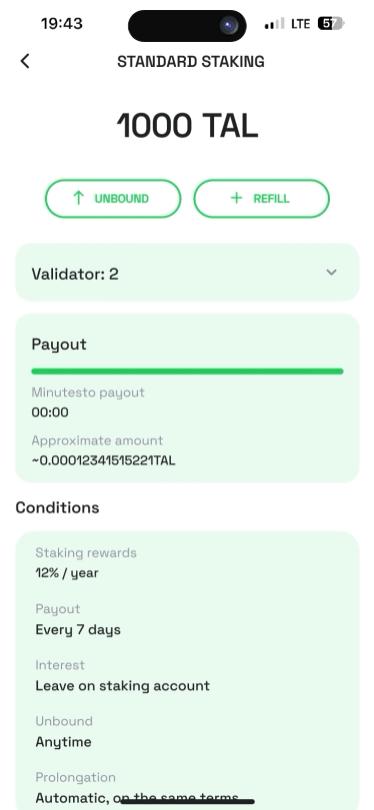 19:43
LTE
57
STANDARD STAKING
1000 TAL
UNBOUND
REFILL
Validator: 2
Payout
Minutesto payout
00:00
Approximate amount
~0.00012341515221TAL
Conditions
Staking rewards
12% / year
Payout
Every 7 days
Interest
Leave on staking account
Unbound
Anytime
Prolongation
Automatic, on the same terms